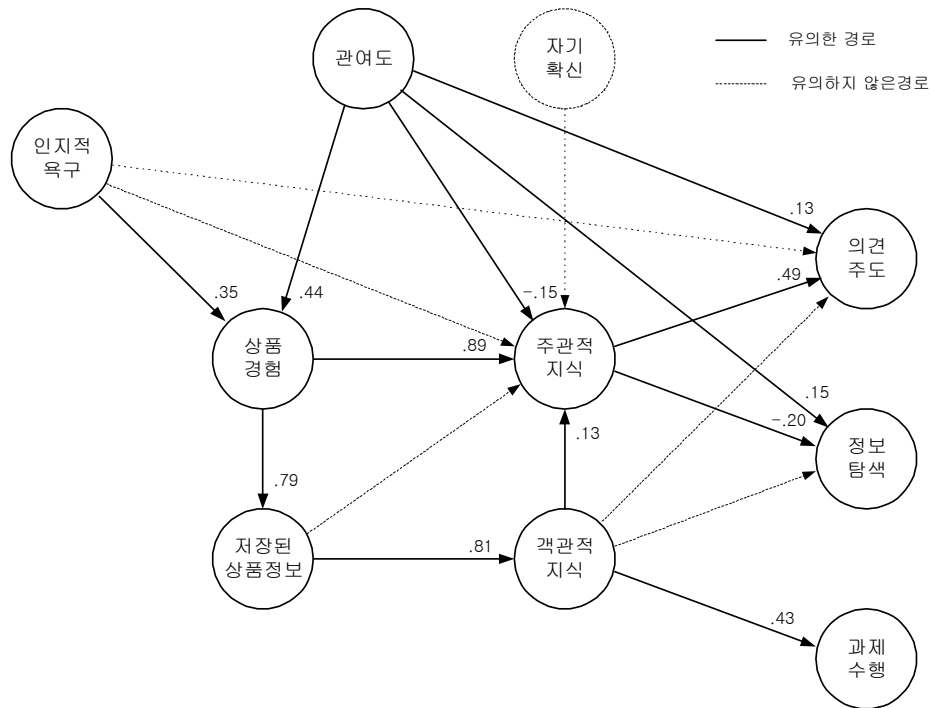 관여도
자기
확신
유의한 경로
유의하지 않은경로
인지적
욕구
.13
의견
주도
.35
.44
-.15
.49
상품
경험
.89
주관적
지식
.15
-.20
.13
정보
탐색
.79
저장된
상품정보
.81
객관적
지식
.43
과제
수행